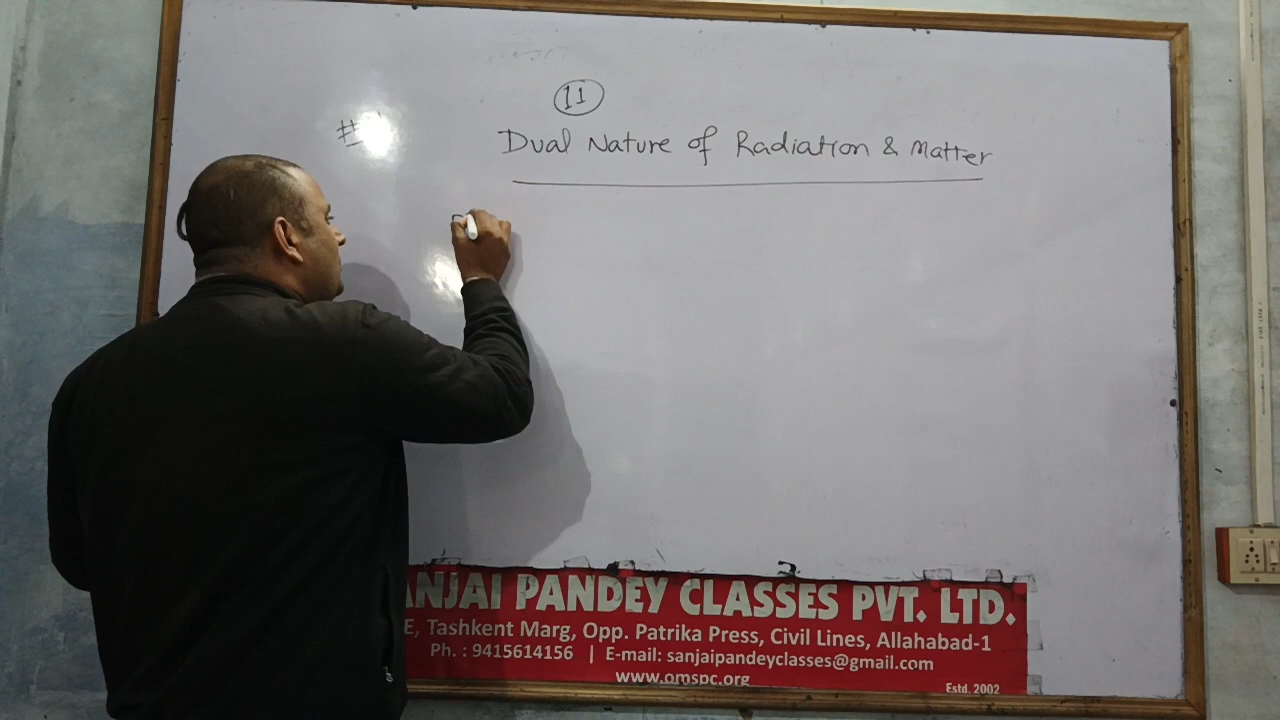 11
#
Dual Nature of Radiation & Matter
ANJAI PANDEY CLASSES PVT. LTD.
E, Tashkent Marg, Opp. Patrika Press, Civil Lines, Allahabad-1
Ph. : 9415614156 | E-mail: sanjaipandeyclasses@gmail.com
www.omspc.org
Estd. 2002